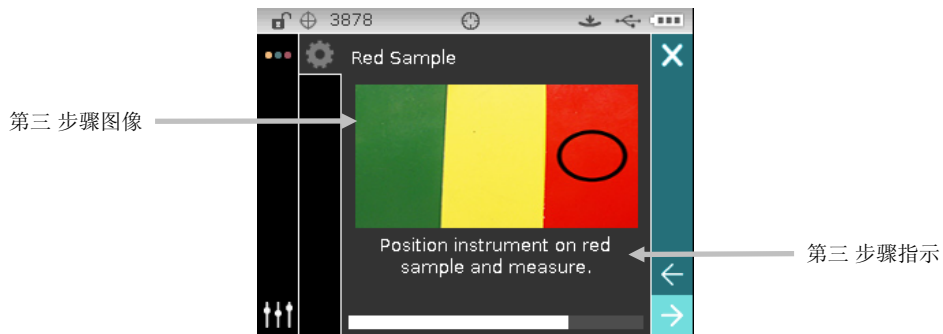 3878
Red Sample
第三 步骤图像
Position instrument on red
sample and measure.
第三 步骤指示